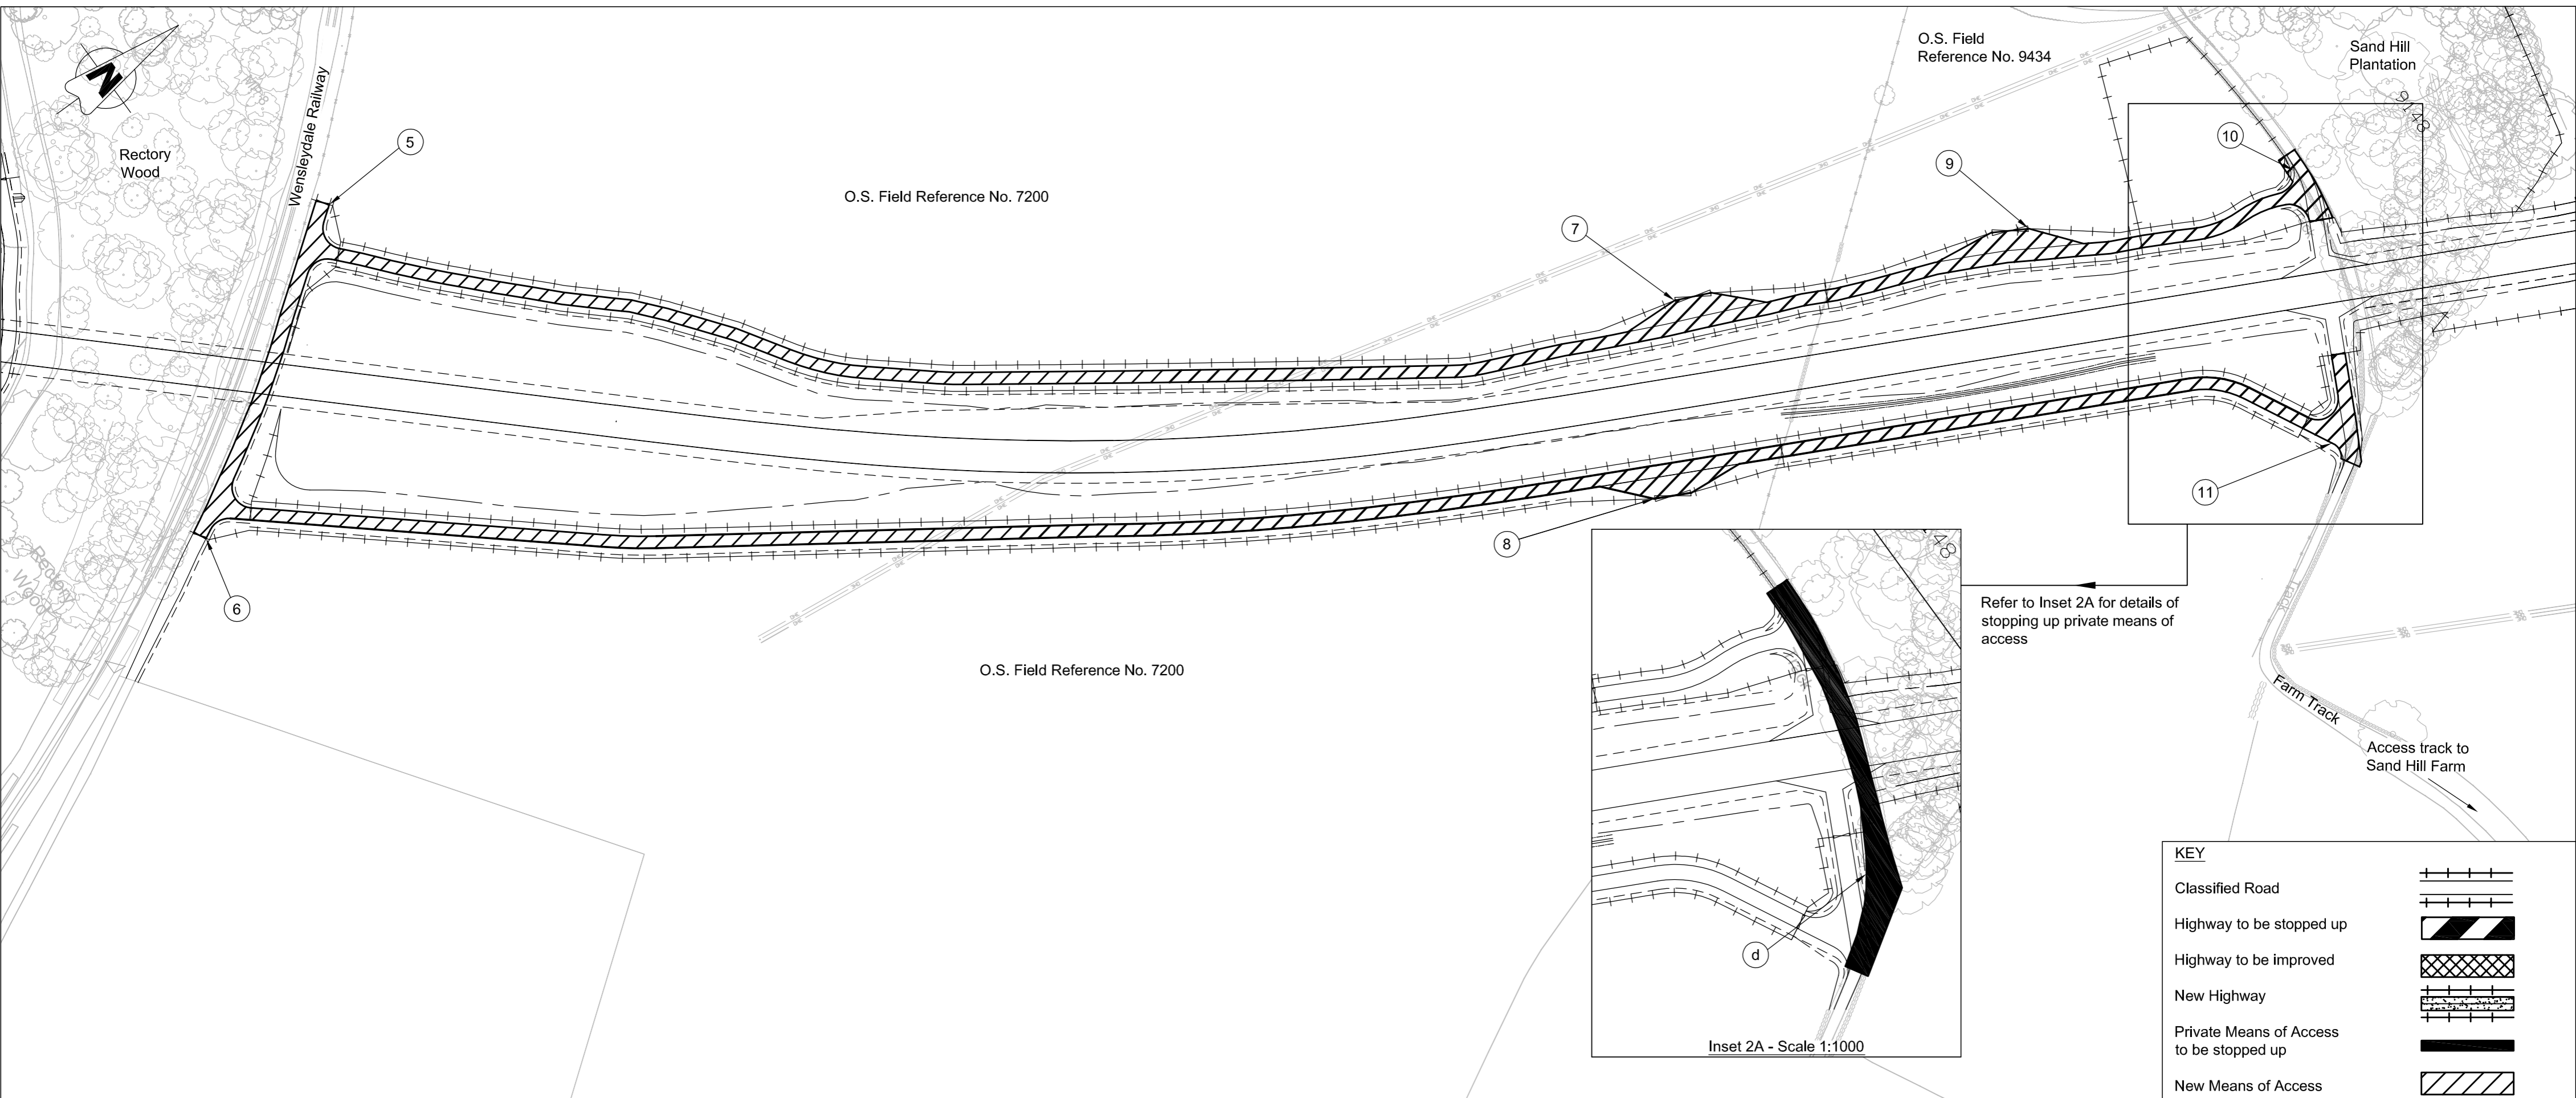 N
Rectory
Wood
Wensleydale Railway
5
O.S. Field Reference No. 7200
O.S. Field
Reference No. 9434
Sand Hill
Plantation
10
9
7
8
11
6
Rectory
Wood
O.S. Field Reference No. 7200
Refer to Inset 2A for details of
stopping up private means of
access
d
Inset 2A - Scale 1:1000
Farm Track
Access track to
Sand Hill Farm
KEY
Classified Road
Highway to be stopped up
Highway to be improved
New Highway
Private Means of Access
to be stopped up
New Means of Access